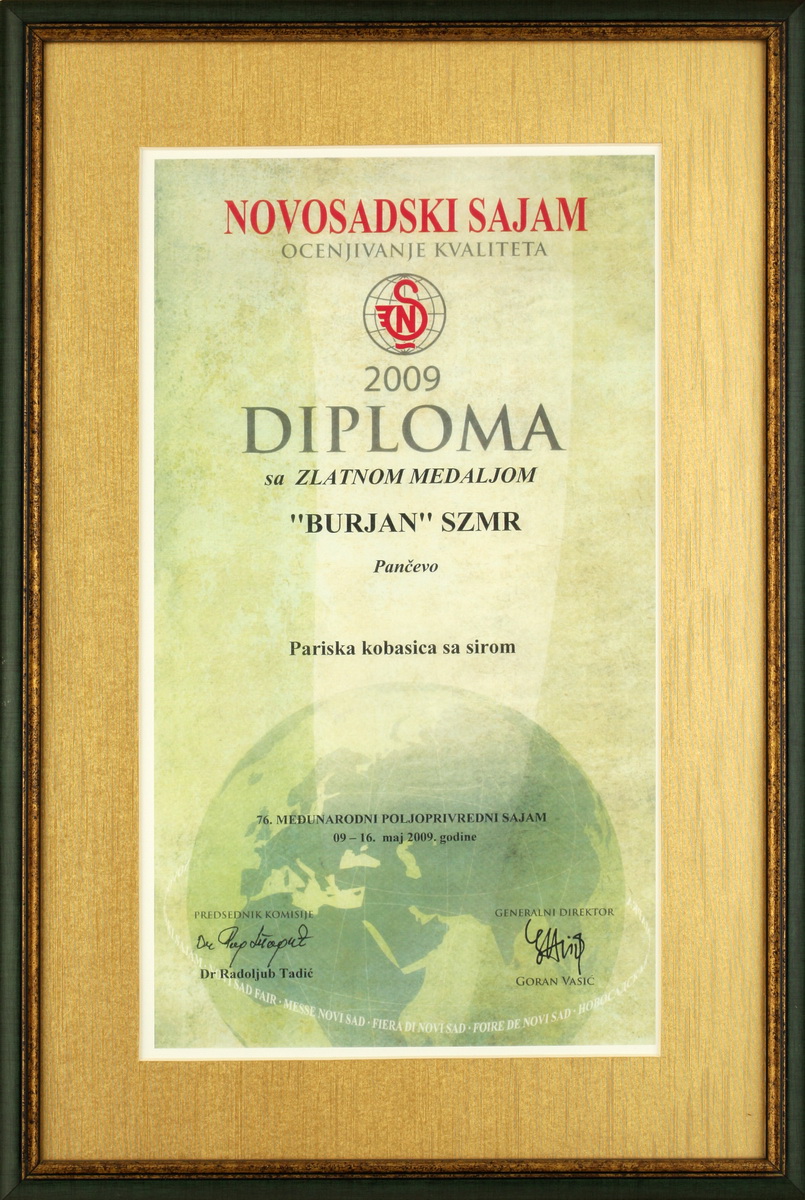 NOVOSADSKI SAJAM
OCENJIVANJE KVALITETA
2009
DIPLOMA
sa ZLATNOM MEDALJOM
"BURJAN" SZMR
Pančevo
Pariska kobasica sa sirom
76. MEĐUNARODNI POLJOPRIVREDNI SAJAM
09 – 16. maj 2009. godine
PREDSEDNIK KOMISIJE
Dr Radoljub Tadić
GENERALNI DIREKTOR
GORAN VASIĆ
SAD FAIR · MESSE NOVI SAD · FIERA DI NOVI SAD · FOIRE DE NOVI SAD ·